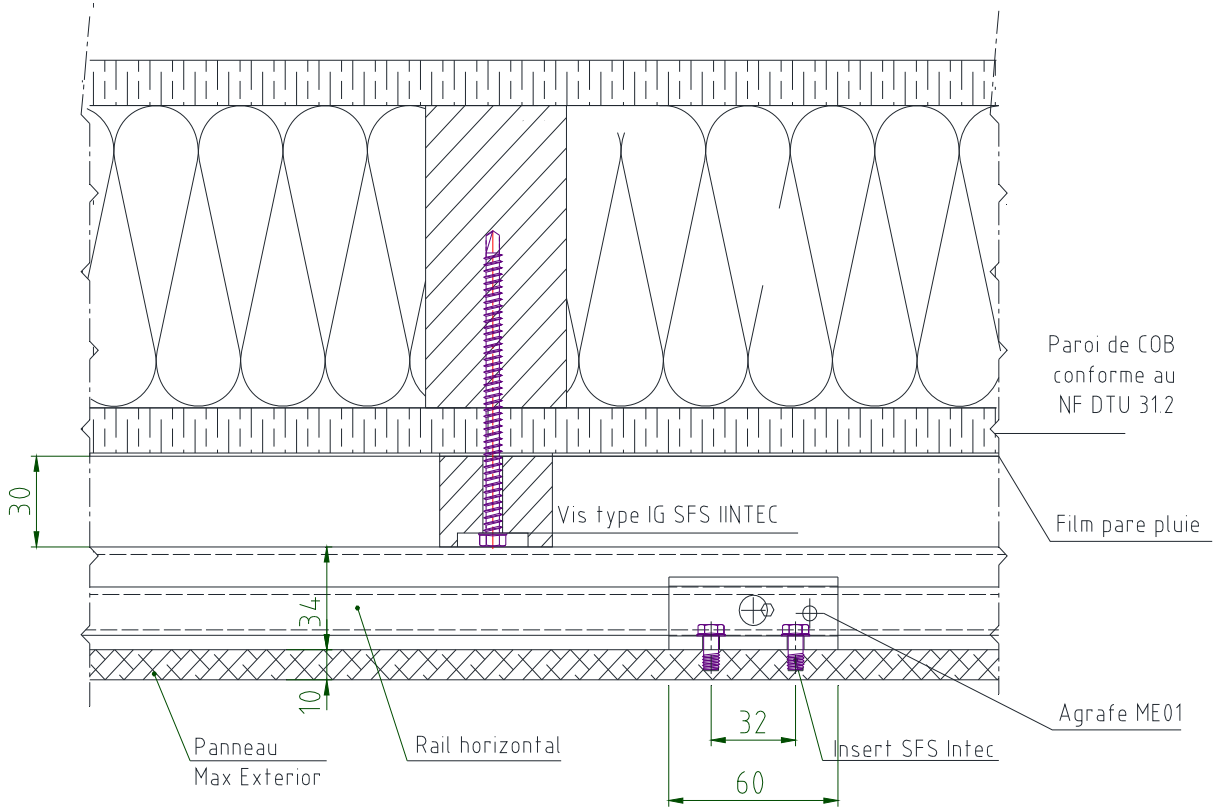 Paroi de COB
conforme au
NF DTU 31.2
30
Vis type IG SFS IINTEC
Film pare pluie
34
10
32
Agrafe ME01
Panneau
Max Exterior
Rail horizontal
Insert SFS Intec
60